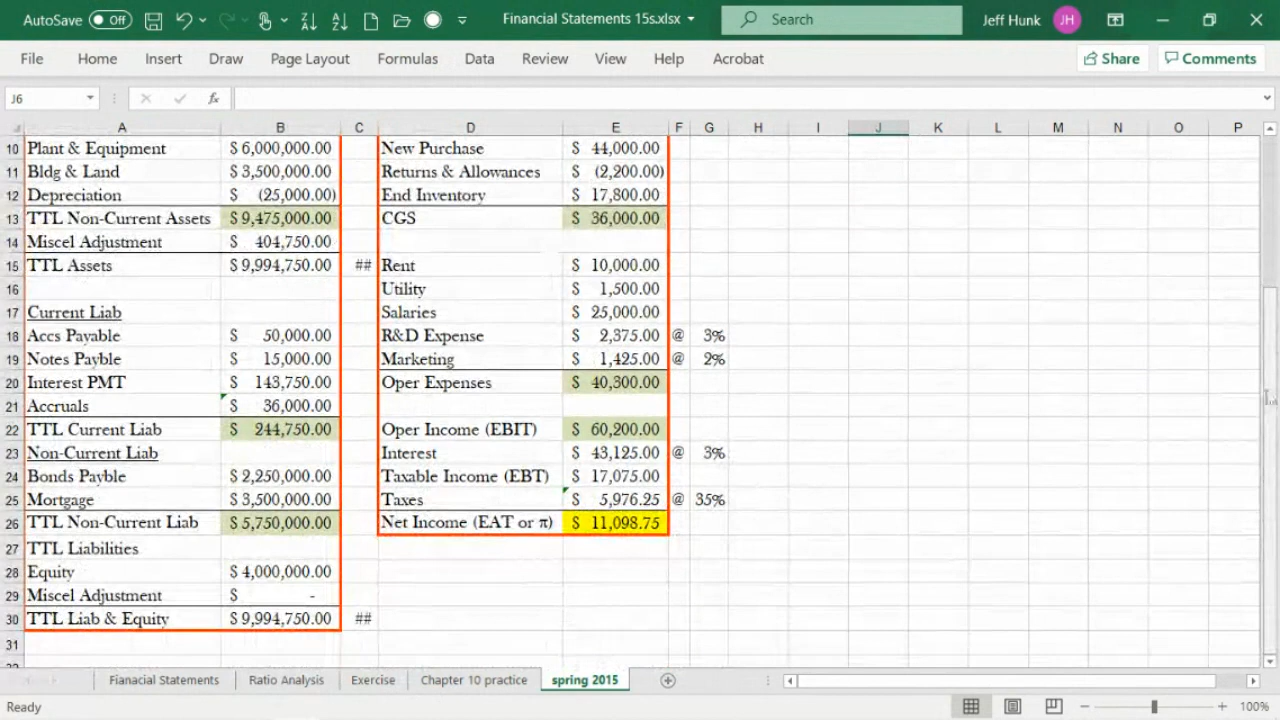 AutoSave Off Financial Statements 15s.xlsx Search Jeff Hunk JH
File Home Insert Draw Page Layout Formulas Data Review View Help Acrobat Share Comments
J6 fx
A B C D E F G H I J K L M N O P
10 Plant & Equipment $ 6,000,000.00 New Purchase $ 44,000.00
11 Bldg & Land $ 3,500,000.00 Returns & Allowances $ (2,200.00)
12 Depreciation $ (25,000.00) End Inventory $ 17,800.00
13 TTL Non-Current Assets $ 9,475,000.00 CGS $ 36,000.00
14 Miscel Adjustment $ 404,750.00
15 TTL Assets $ 9,994,750.00 ## Rent $ 10,000.00
16 Utility $ 1,500.00
17 Current Liab Salaries $ 25,000.00
18 Accs Payable $ 50,000.00 R&D Expense $ 2,375.00 @ 3%
19 Notes Payble $ 15,000.00 Marketing $ 1,425.00 @ 2%
20 Interest PMT $ 143,750.00 Oper Expenses $ 40,300.00
21 Accruals $ 36,000.00
22 TTL Current Liab $ 244,750.00 Oper Income (EBIT) $ 60,200.00
23 Non-Current Liab Interest $ 43,125.00 @ 3%
24 Bonds Payble $ 2,250,000.00 Taxable Income (EBT) $ 17,075.00
25 Mortgage $ 3,500,000.00 Taxes $ 5,976.25 @ 35%
26 TTL Non-Current Liab $ 5,750,000.00 Net Income (EAT or π) $ 11,098.75
27 TTL Liabilities
28 Equity $ 4,000,000.00
29 Miscel Adjustment $ -
30 TTL Liab & Equity $ 9,994,750.00 ##
31
Fianacial Statements Ratio Analysis Exercise Chapter 10 practice spring 2015
Ready 100%